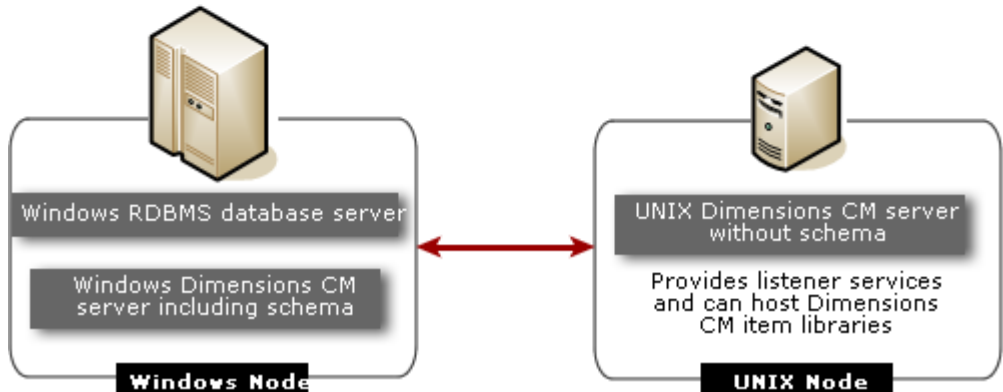 Windows RDBMS database server
Windows Dimensions CM
server including schema
Windows Node
UNIX Dimensions CM server
without schema
Provides listener services
and can host Dimensions
CM item libraries
UNIX Node